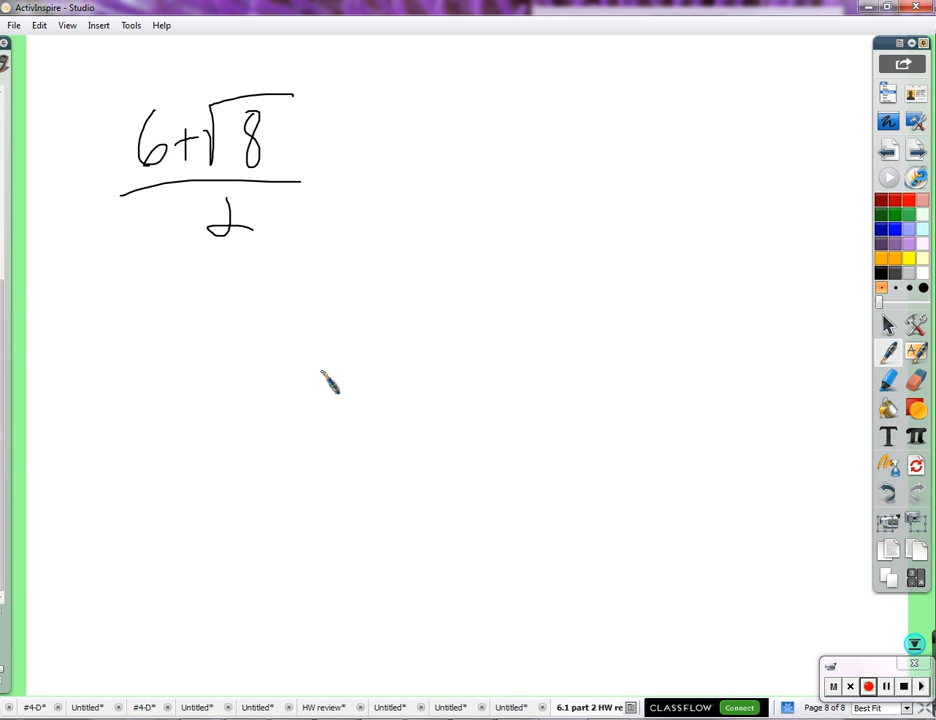 ActivInspire - Studio
File Edit View Insert Tools Help
6+√8
2
#4-D* Untitled* #4-D* Untitled* Untitled* HW review* Untitled* Untitled* Untitled* 6.1 part 2 HW re CLASSFLOW Connect Page 8 of 8 Best Fit
M